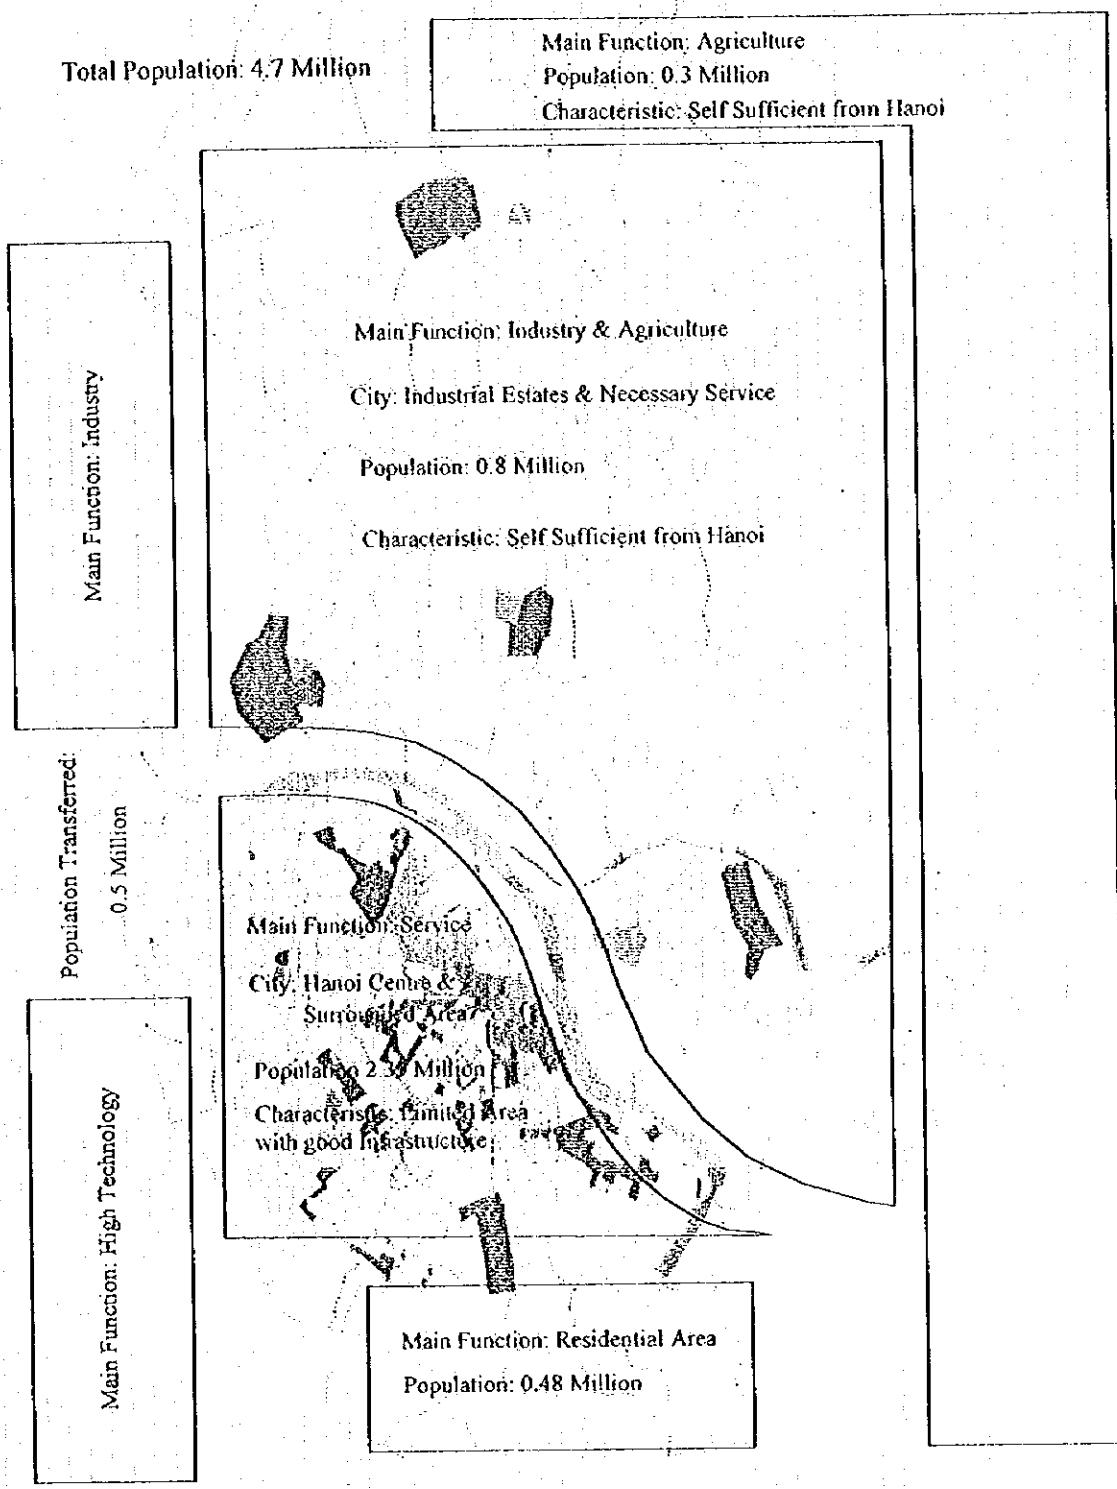 Total Population: 4.7 Million
Main Function: Agriculture
Population: 0.3 Million
Characteristic: Self Sufficient from Hanoi
Main Function: Industry & Agriculture
City: Industrial Estates & Necessary Service
Population: 0.8 Million
Characteristic: Self Sufficient from Hanoi
Main Function: Industry
Population Transferred:
0.5 Million
Main Function: High Technology
Main Function: Service
City: Hanoi Centre &
Surrounded Area
Population Million
Characteristic: Limited Area
with good Infrastructure
Main Function: Residential Area
Population: 0.48 Million